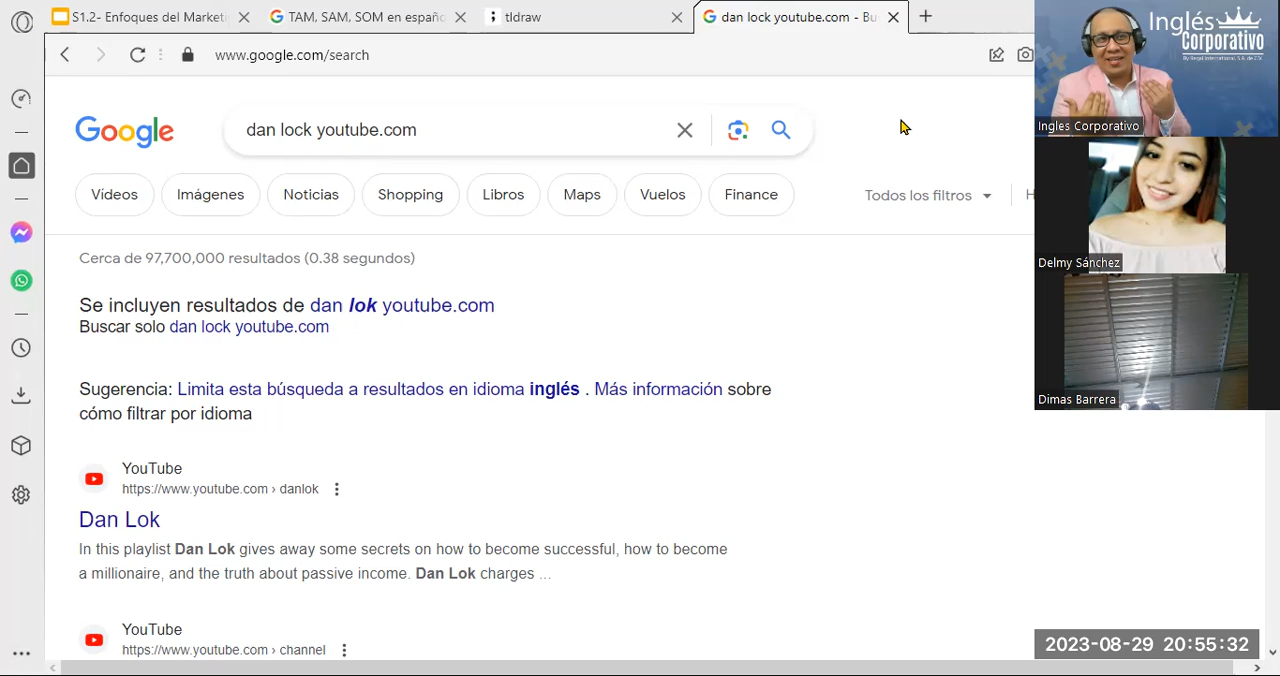 S1.2- Enfoques del Marketi
TAM, SAM, SOM en españo
tldraw
dan lock youtube.com - Bu
www.google.com/search
Google
dan lock youtube.com
Vídeos
Imágenes
Noticias
Shopping
Libros
Maps
Vuelos
Finance
Todos los filtros
H
Cerca de 97,700,000 resultados (0.38 segundos)
Se incluyen resultados de dan lok youtube.com
Buscar solo dan lock youtube.com
Sugerencia: Limita esta búsqueda a resultados en idioma inglés . Más información sobre
cómo filtrar por idioma
YouTube
https://www.youtube.com › danlok
Dan Lok
In this playlist Dan Lok gives away some secrets on how to become successful, how to become
a millionaire, and the truth about passive income. Dan Lok charges ...
YouTube
https://www.youtube.com › channel
Inglés
Corporativo
By Regal International, S.A. de C.V.
Ingles Corporativo
Delmy Sánchez
Dimas Barrera
2023-08-29 20:55:32